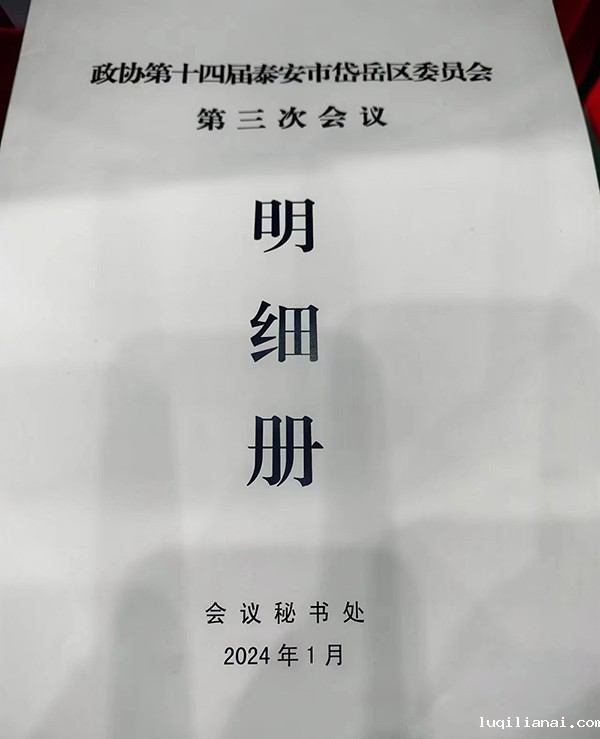 政协第十四届泰安市岱岳区委员会
第三次会议
明
细
册
会议秘书处
2024年1月
luqilianai.com